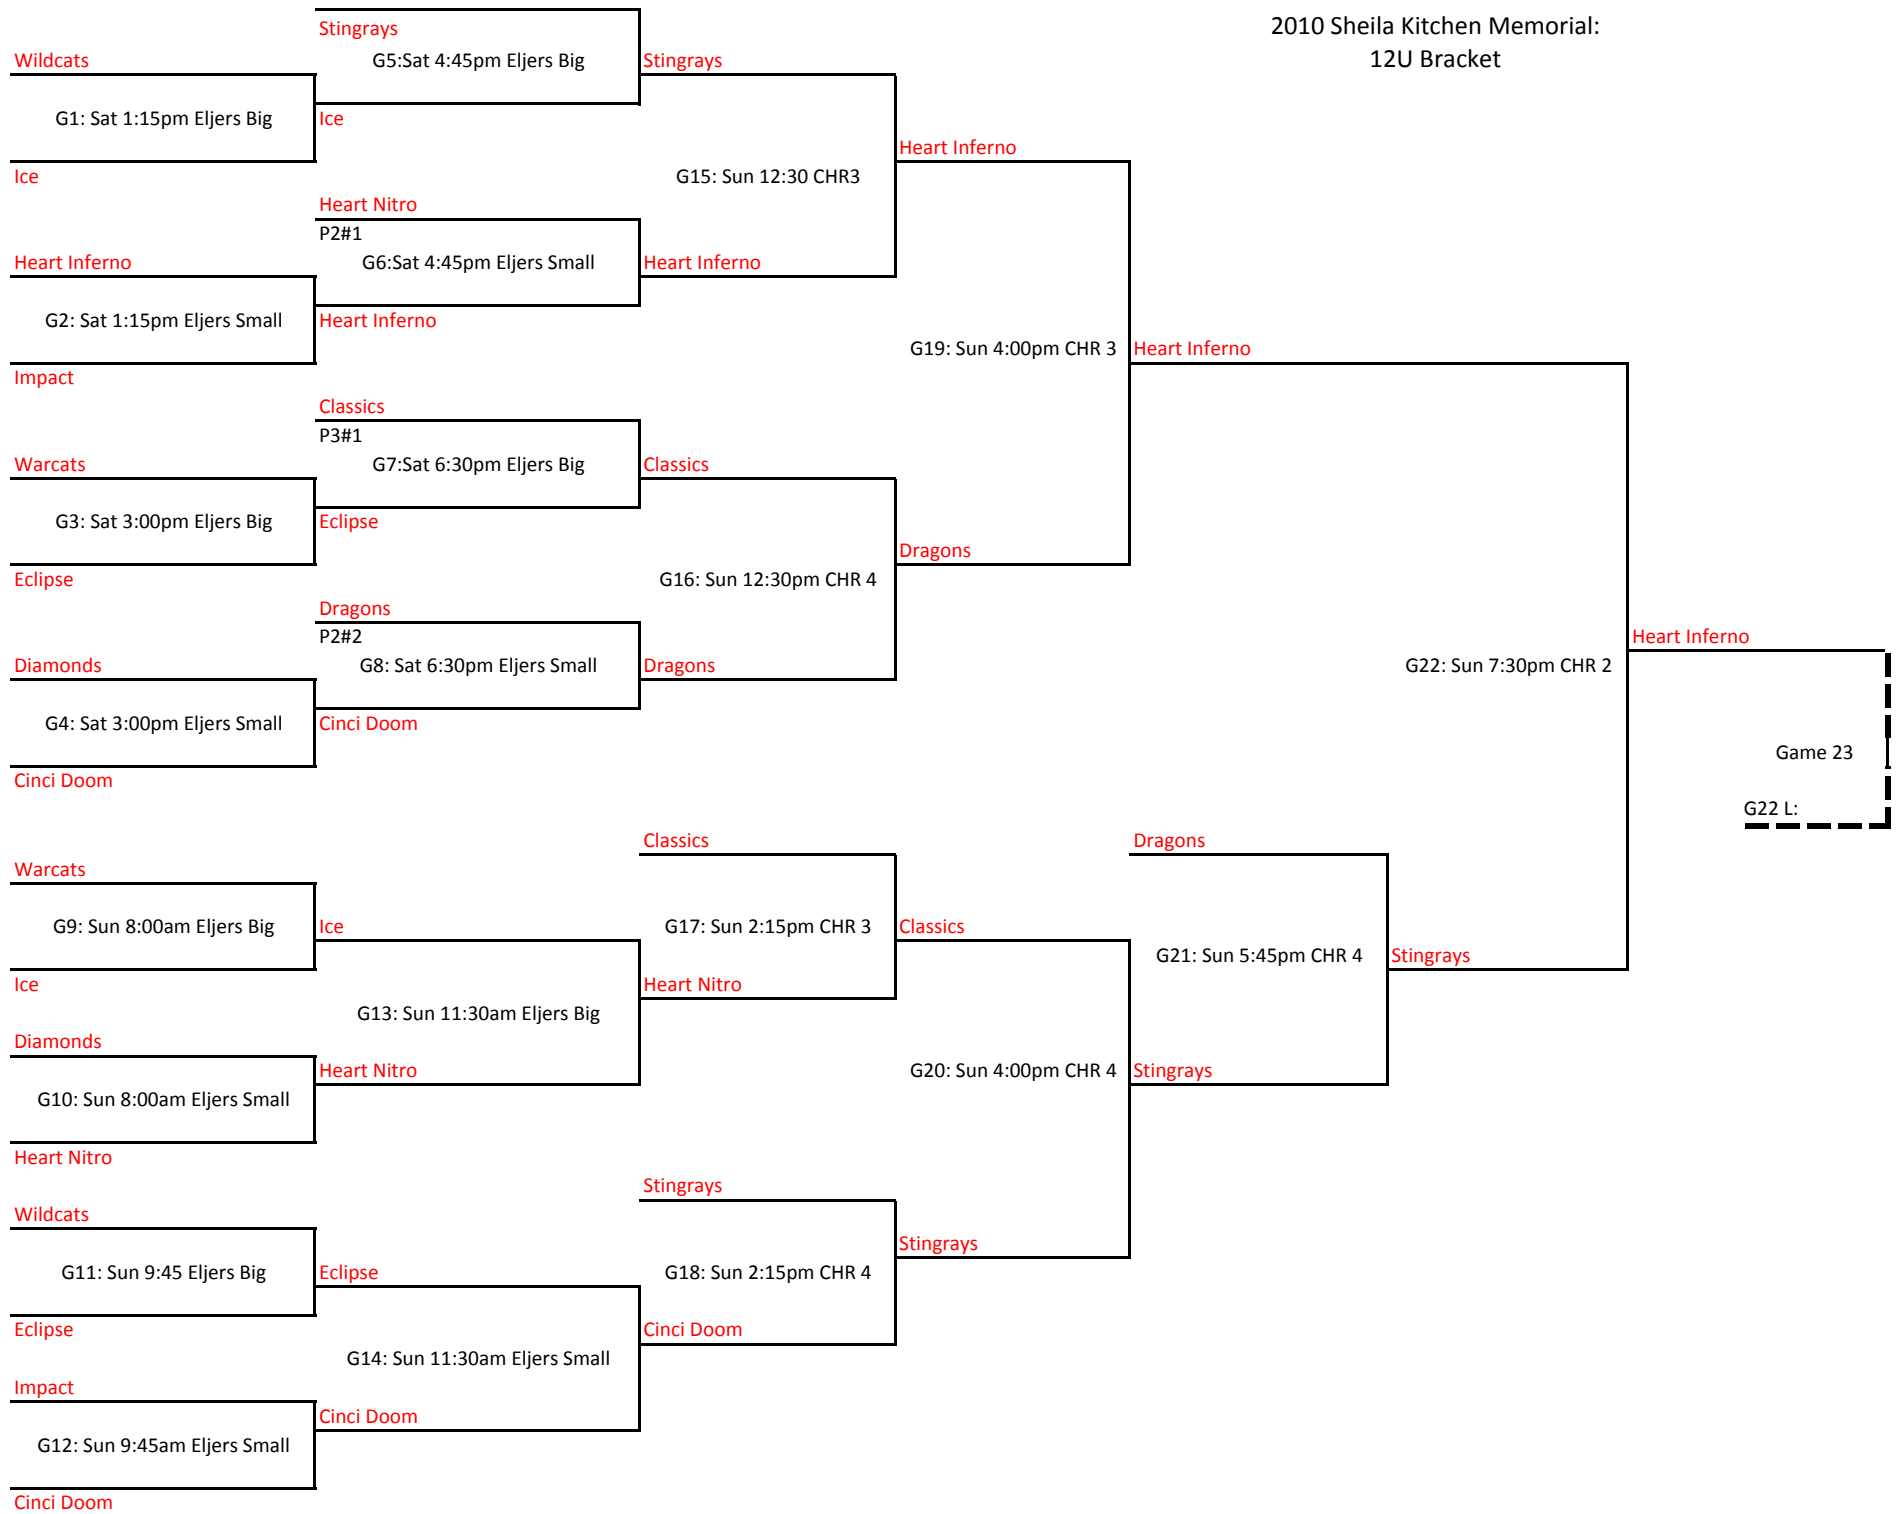 2010 Sheila Kitchen Memorial:
12U Bracket
Stingrays
Wildcats
G5:Sat 4:45pm Eljers Big
Stingrays
G1: Sat 1:15pm Eljers Big
Ice
Heart Inferno
Ice
G15: Sun 12:30 CHR3
Heart Nitro
P2#1
Heart Inferno
G6:Sat 4:45pm Eljers Small
Heart Inferno
G2: Sat 1:15pm Eljers Small
Heart Inferno
G19: Sun 4:00pm CHR 3
Heart Inferno
Impact
Classics
P3#1
Warcats
G7:Sat 6:30pm Eljers Big
Classics
G3: Sat 3:00pm Eljers Big
Eclipse
Dragons
Eclipse
G16: Sun 12:30pm CHR 4
Dragons
P2#2
Heart Inferno
Diamonds
G8: Sat 6:30pm Eljers Small
Dragons
G22: Sun 7:30pm CHR 2
G4: Sat 3:00pm Eljers Small
Cinci Doom
Game 23
Cinci Doom
G22 L:
Classics
Dragons
Warcats
G9: Sun 8:00am Eljers Big
Ice
G17: Sun 2:15pm CHR 3
Classics
G21: Sun 5:45pm CHR 4
Stingrays
Ice
Heart Nitro
G13: Sun 11:30am Eljers Big
Diamonds
Heart Nitro
G20: Sun 4:00pm CHR 4
Stingrays
G10: Sun 8:00am Eljers Small
Heart Nitro
Stingrays
Wildcats
Stingrays
G11: Sun 9:45 Eljers Big
Eclipse
G18: Sun 2:15pm CHR 4
Eclipse
Cinci Doom
G14: Sun 11:30am Eljers Small
Impact
Cinci Doom
G12: Sun 9:45am Eljers Small
Cinci Doom